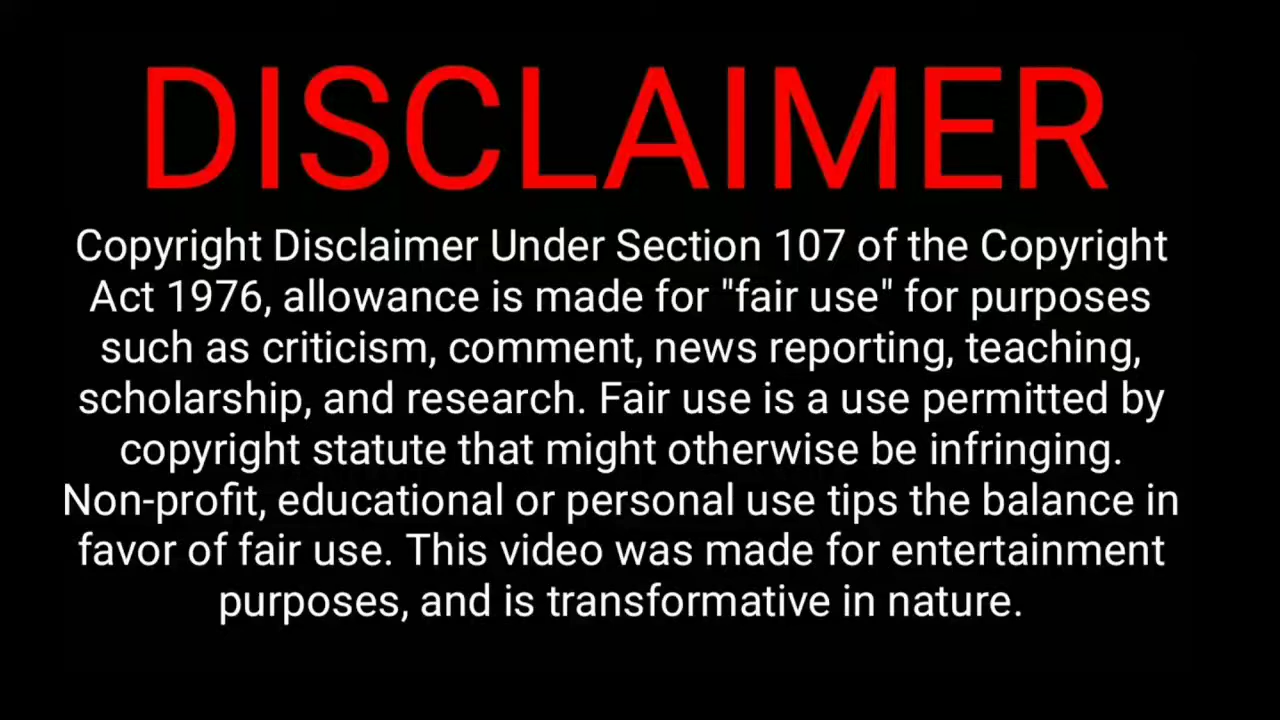 DISCLAIMER
Copyright Disclaimer Under Section 107 of the Copyright
Act 1976, allowance is made for "fair use" for purposes
such as criticism, comment, news reporting, teaching,
scholarship, and research. Fair use is a use permitted by
copyright statute that might otherwise be infringing.
Non-profit, educational or personal use tips the balance in
favor of fair use. This video was made for entertainment
purposes, and is transformative in nature.